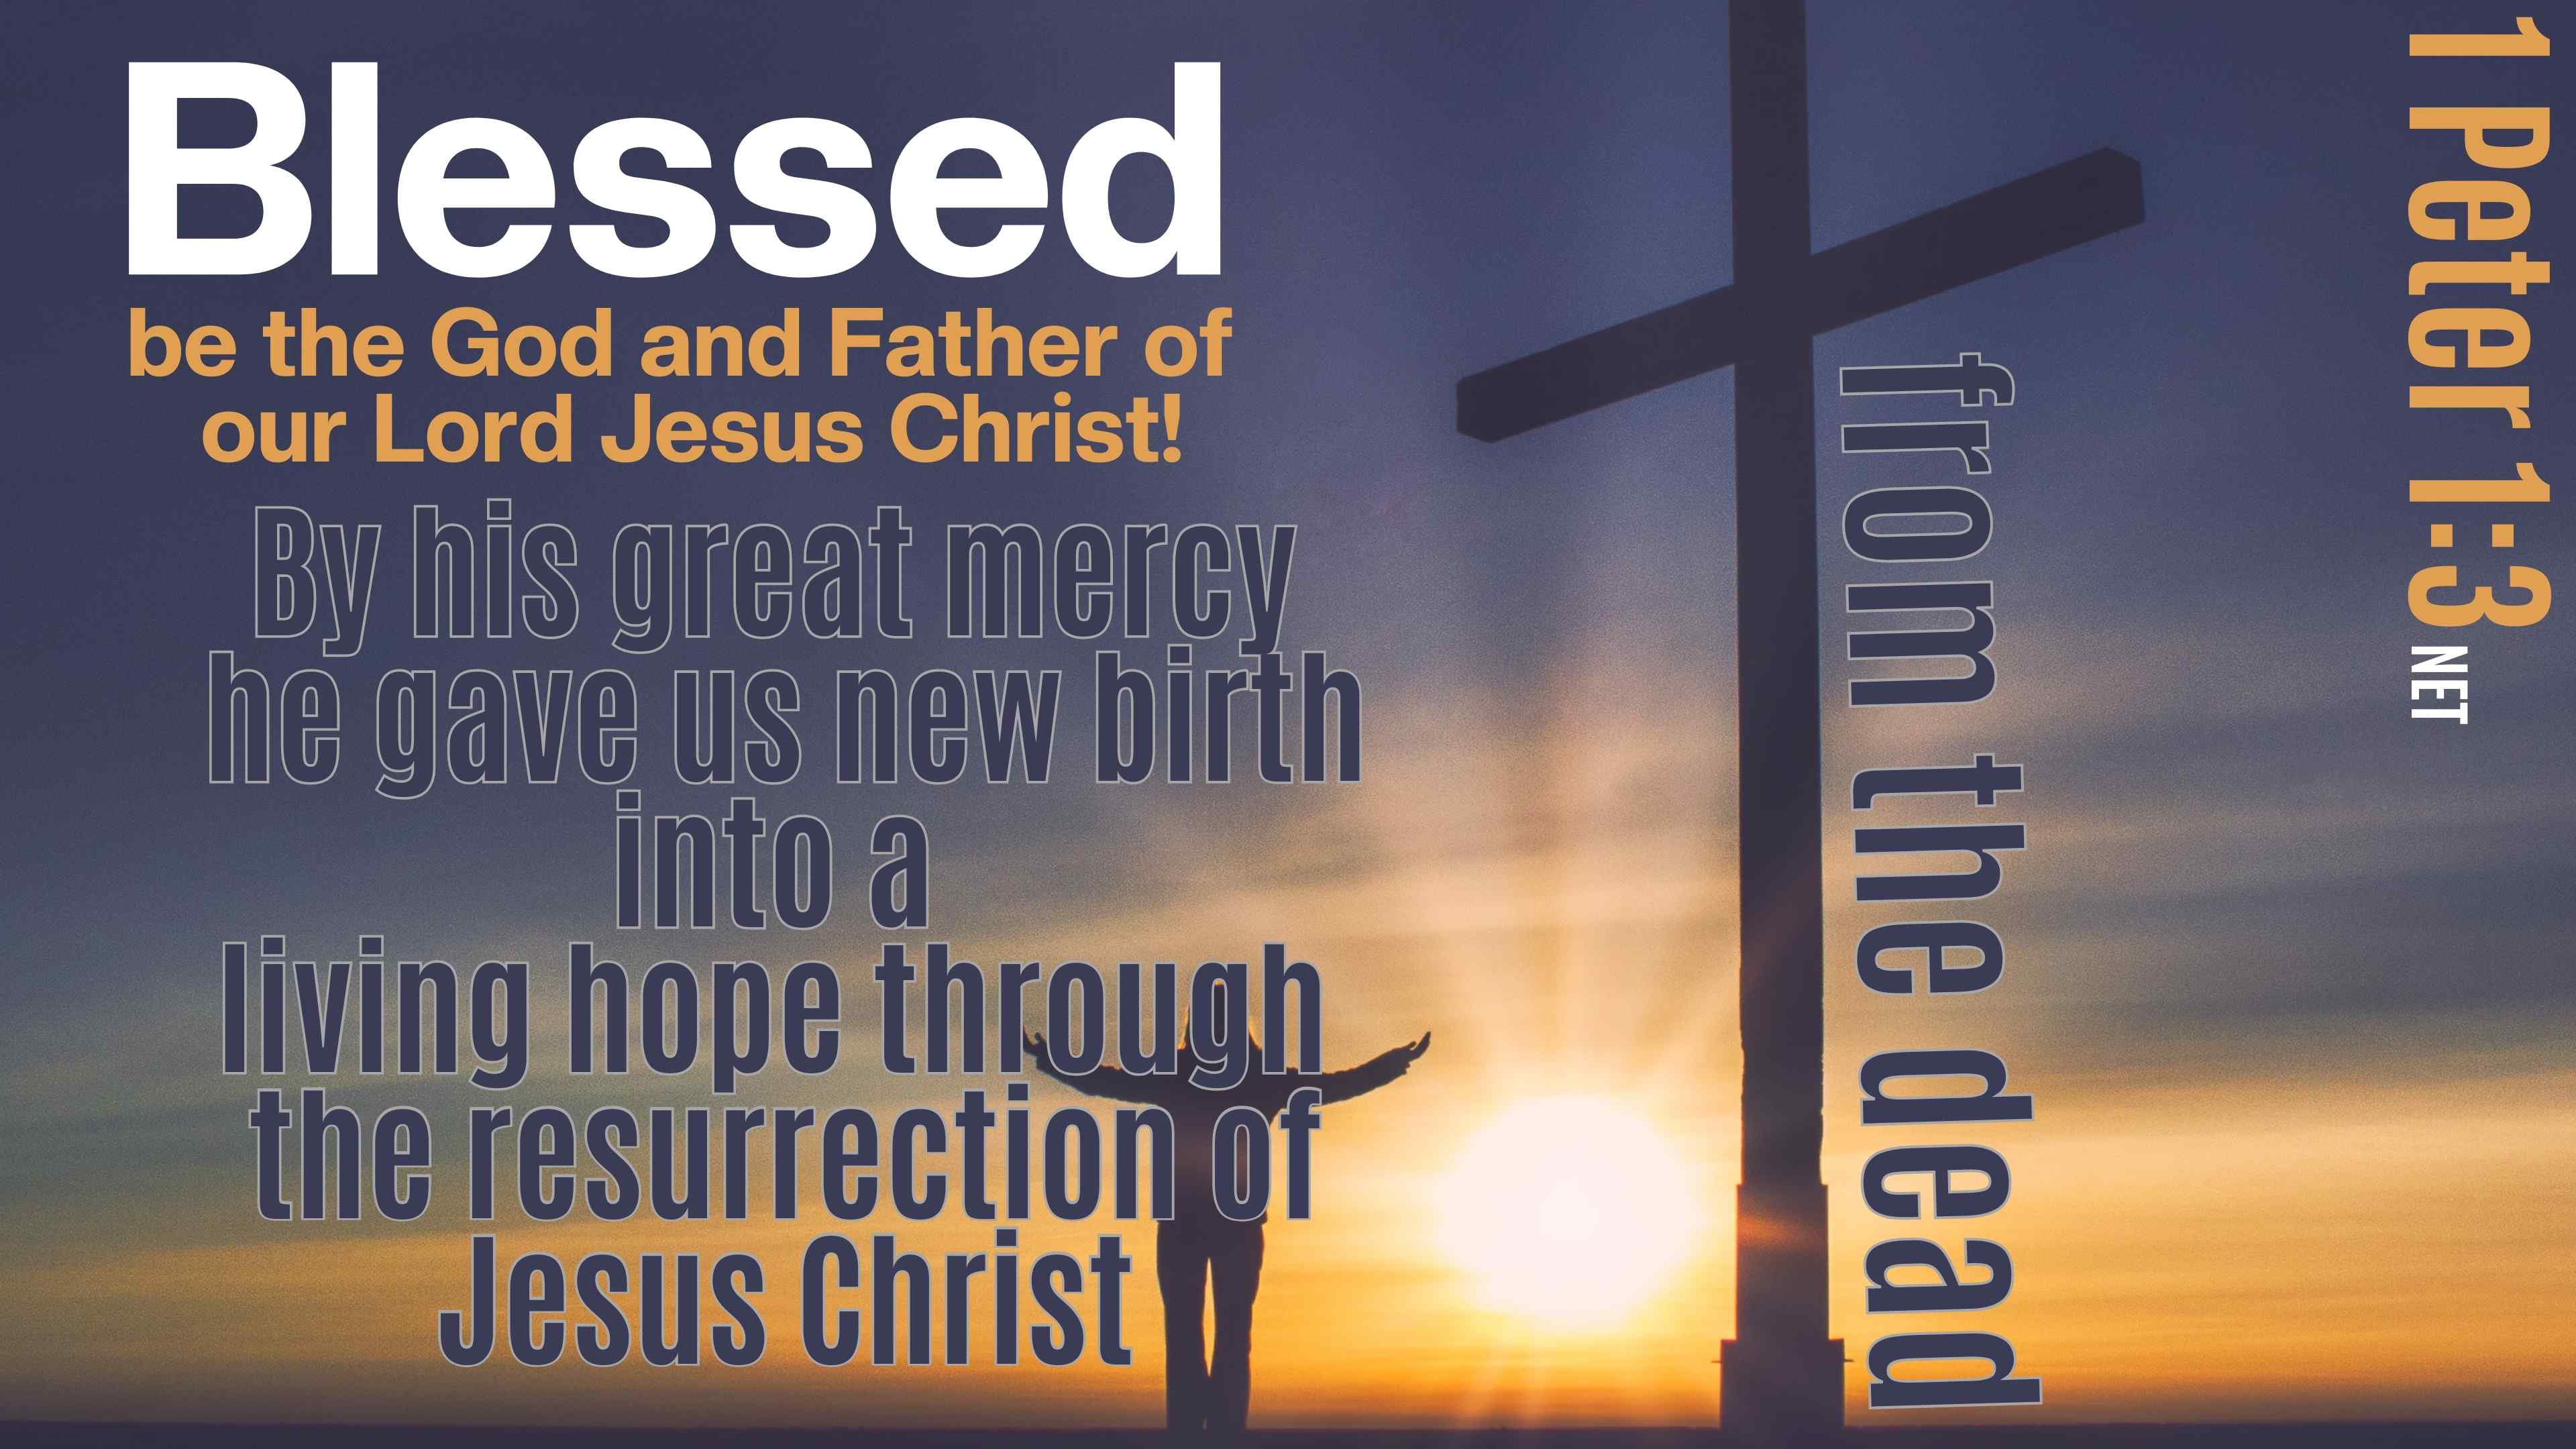 Blessed
be the God and Father of
our Lord Jesus Christ!
By his great mercy
he gave us new birth
into a
living hope through
the resurrection of
Jesus Christ
from the dead
1 Peter 1:3 NET